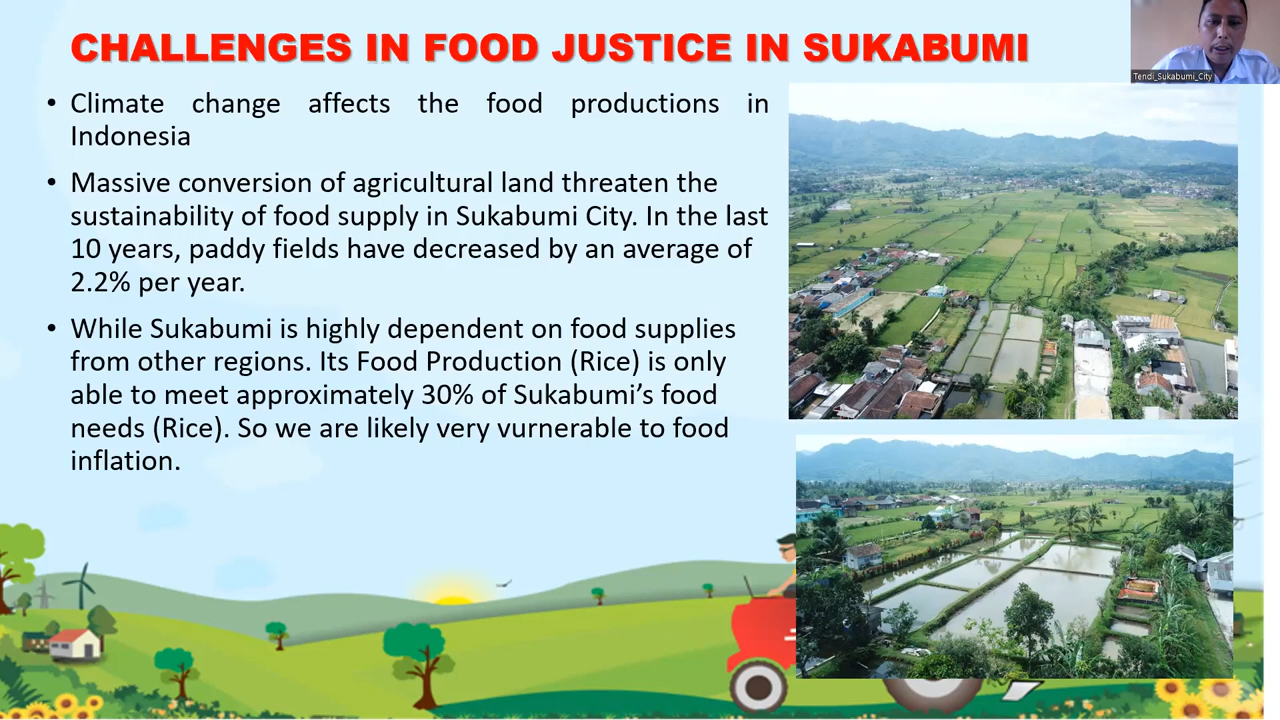 CHALLENGES IN FOOD JUSTICE IN SUKABUMI
Tendi_Sukabumi_City
• Climate change affects the food productions in
Indonesia
• Massive conversion of agricultural land threaten the
sustainability of food supply in Sukabumi City. In the last
10 years, paddy fields have decreased by an average of
2.2% per year.
• While Sukabumi is highly dependent on food supplies
from other regions. Its Food Production (Rice) is only
able to meet approximately 30% of Sukabumi’s food
needs (Rice). So we are likely very vurnerable to food
inflation.